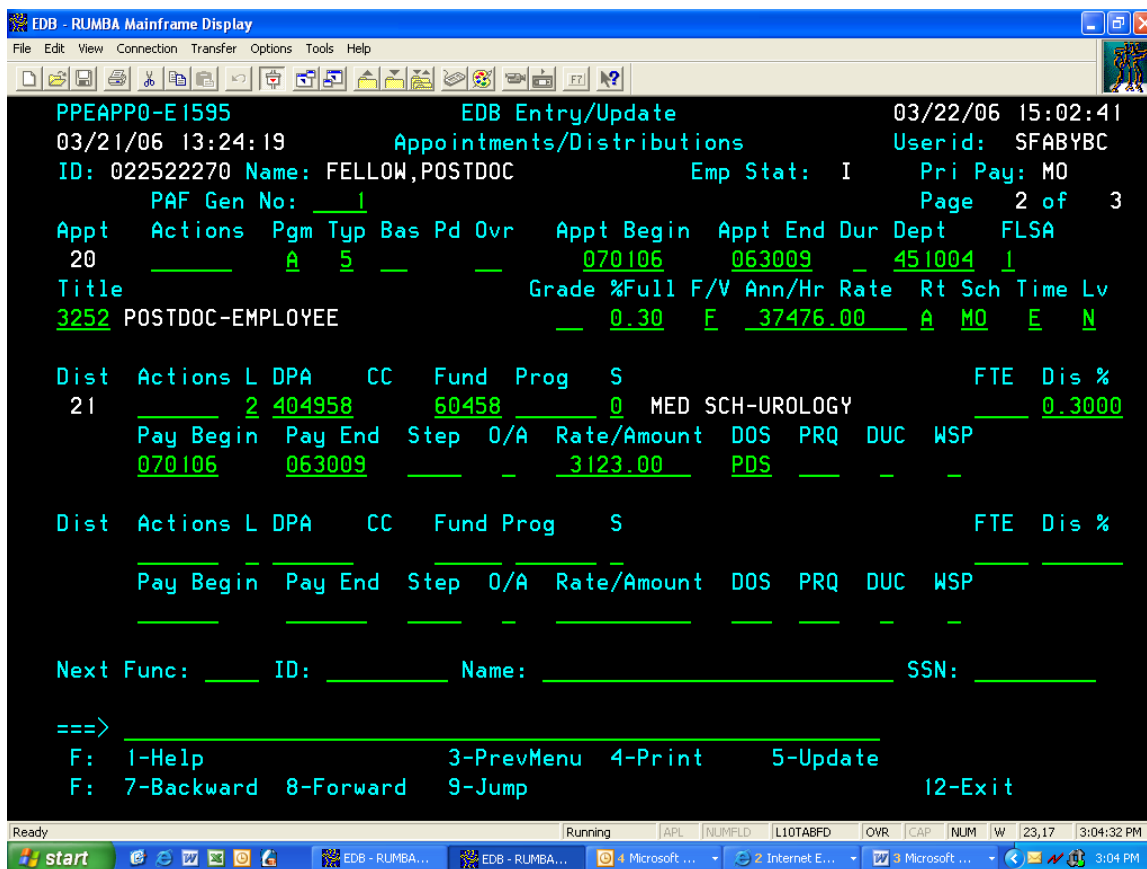 EDB - RUMBA Mainframe Display
File Edit View Connection Transfer Options Tools Help
F7
PPEAPP0-E1595 EDB Entry/Update 03/22/06 15:02:41
03/21/06 13:24:19 Appointments/Distributions Userid: SFABYBC
ID: 022522270 Name: FELLOW,POSTDOC Emp Stat: I Pri Pay: MO
PAF Gen No: 1 Page 2 of 3
Appt Actions Pgm Typ Bas Pd Ovr Appt Begin Appt End Dur Dept FLSA
20 A 5 070106 063009 451004 1
Title Grade %Full F/V Ann/Hr Rate Rt Sch Time Lv
3252 POSTDOC-EMPLOYEE 0.30 F 37476.00 A MO E N
Dist Actions L DPA CC Fund Prog S FTE Dis %
21 2 404958 60458 0 MED SCH-UROLOGY 0.3000
Pay Begin Pay End Step O/A Rate/Amount DOS PRQ DUC WSP
070106 063009 3123.00 PDS
Dist Actions L DPA CC Fund Prog S FTE Dis %
Pay Begin Pay End Step O/A Rate/Amount DOS PRQ DUC WSP
Next Func: ID: Name: SSN:
===>
F: 1-Help 3-PrevMenu 4-Print 5-Update
F: 7-Backward 8-Forward 9-Jump 12-Exit
Ready Running APL NUMFLD L10TABFD OVR CAP NUM W 23,17 3:04:32 PM
start EDB - RUMBA... EDB - RUMBA... 4 Microsoft ... 2 Internet E... 3 Microsoft ... 3:04 PM